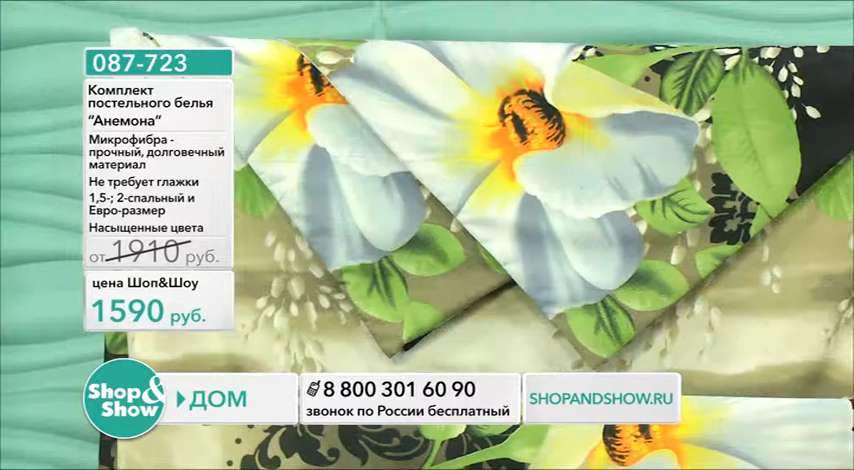 087-723
Комплект
постельного белья
“Анемона”
Микрофибра -
прочный, долговечный
материал
Не требует глажки
1,5-; 2-спальный и
Евро-размер
Насыщенные цвета
от 1910 руб.
цена Шоп&Шоу
1590 руб.
Shop&
Show
ДОМ
8 800 301 60 90
звонок по России бесплатный
SHOPANDSHOW.RU